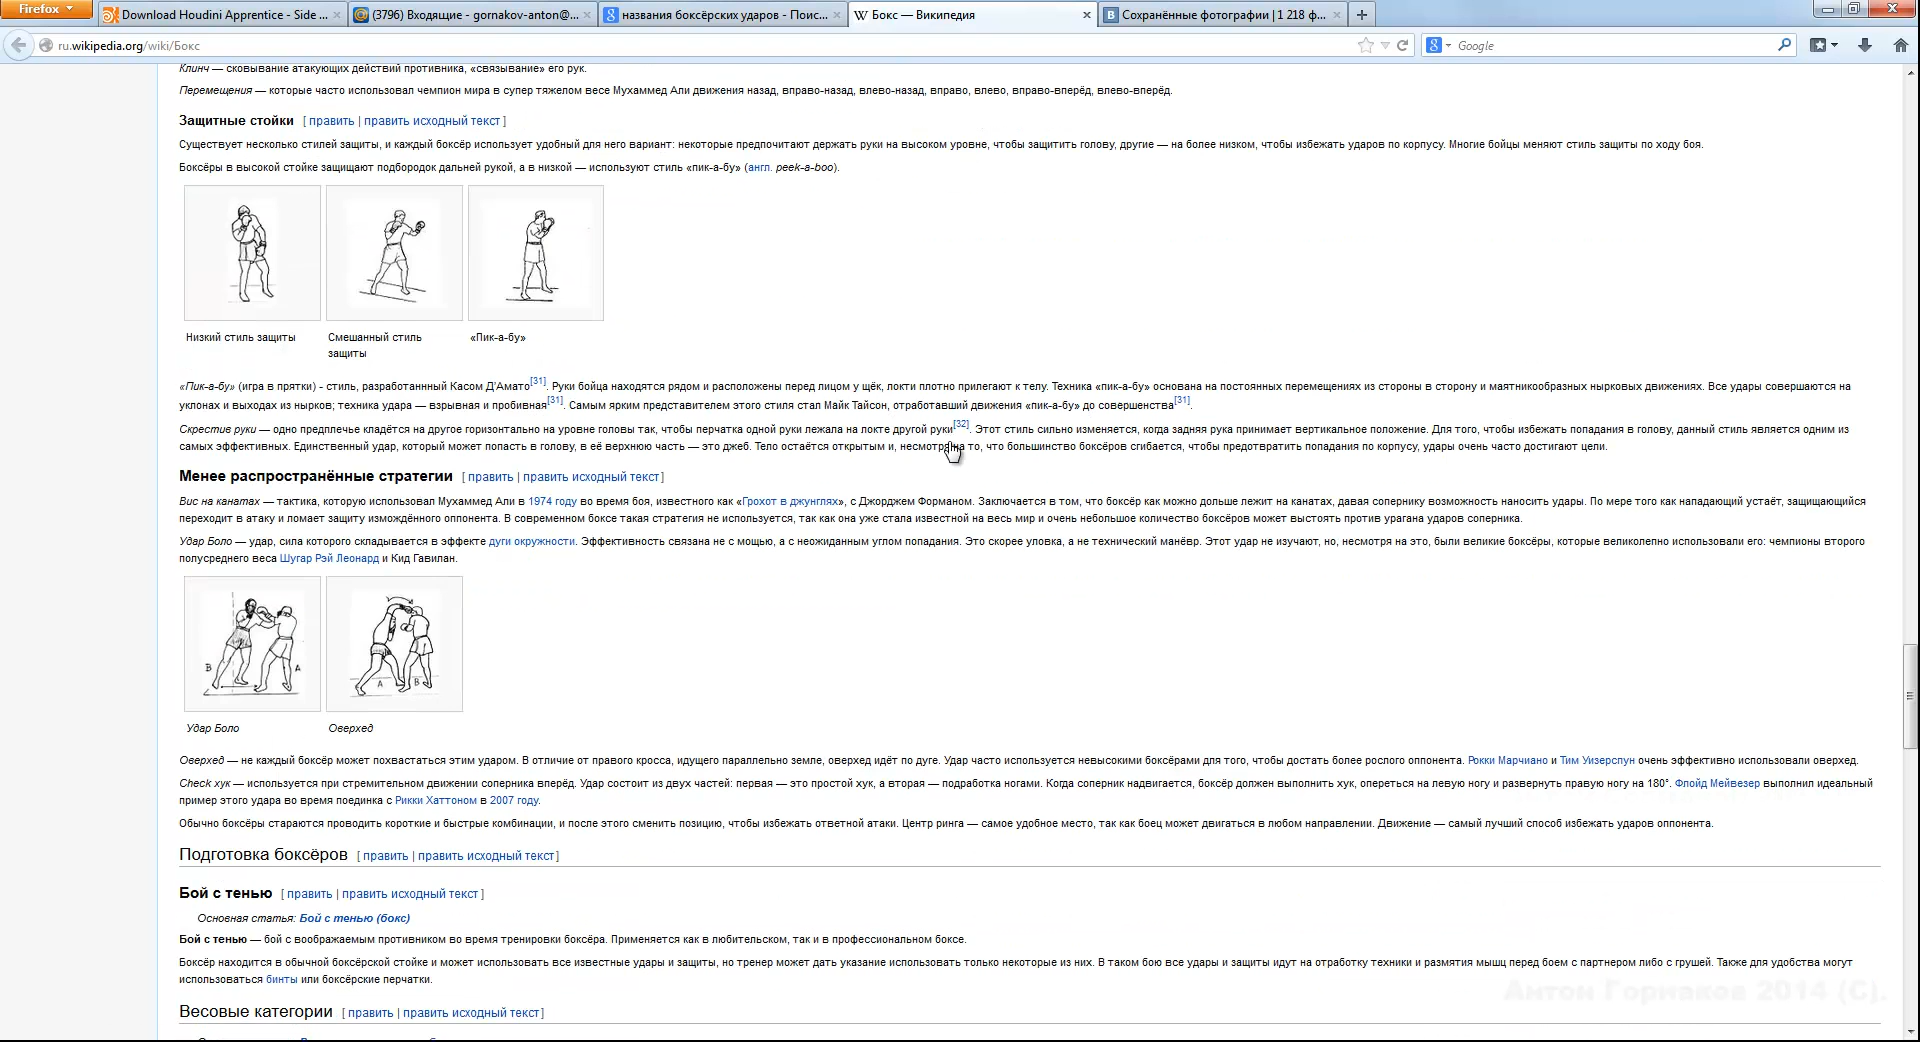 Firefox
Download Houdini Apprentice - Side ...
(3796) Входящие - gornakov-anton@...
названия боксёрских ударов - Поис...
Бокс — Википедия
Сохранённые фотографии | 1 218 ф...
ru.wikipedia.org/wiki/Бокс
Google
Клинч — сковывание атакующих действий противника, «связывание» его рук.
Перемещения — которые часто использовал чемпион мира в супер тяжелом весе Мухаммед Али движения назад, вправо-назад, влево-назад, вправо, влево, вправо-вперёд, влево-вперёд.
Защитные стойки [ править | править исходный текст ]
Существует несколько стилей защиты, и каждый боксёр использует удобный для него вариант: некоторые предпочитают держать руки на высоком уровне, чтобы защитить голову, другие — на более низком, чтобы избежать ударов по корпусу. Многие бойцы меняют стиль защиты по ходу боя.
Боксёры в высокой стойке защищают подбородок дальней рукой, а в низкой — используют стиль «пик-а-бу» (англ. peek-a-boo).
Низкий стиль защиты
Смешанный стиль
защиты
«Пик-а-бу»
«Пик-а-бу» (игра в прятки) - стиль, разработаннный Касом Д'Амато[31]. Руки бойца находятся рядом и расположены перед лицом у щёк, локти плотно прилегают к телу. Техника «пик-а-бу» основана на постоянных перемещениях из стороны в сторону и маятникообразных нырковых движениях. Все удары совершаются на
уклонах и выходах из нырков; техника удара — взрывная и пробивная[31]. Самым ярким представителем этого стиля стал Майк Тайсон, отработавший движения «пик-а-бу» до совершенства[31].
Скрестив руки — одно предплечье кладётся на другое горизонтально на уровне головы так, чтобы перчатка одной руки лежала на локте другой руки[32]. Этот стиль сильно изменяется, когда задняя рука принимает вертикальное положение. Для того, чтобы избежать попадания в голову, данный стиль является одним из
самых эффективных. Единственный удар, который может попасть в голову, в её верхнюю часть — это джеб. Тело остаётся открытым и, несмотря на то, что большинство боксёров сгибается, чтобы предотвратить попадания по корпусу, удары очень часто достигают цели.
Менее распространённые стратегии [ править | править исходный текст ]
Вис на канатах — тактика, которую использовал Мухаммед Али в 1974 году во время боя, известного как «Грохот в джунглях», с Джорджем Форманом. Заключается в том, что боксёр как можно дольше лежит на канатах, давая сопернику возможность наносить удары. По мере того как нападающий устаёт, защищающийся
переходит в атаку и ломает защиту измождённого оппонента. В современном боксе такая стратегия не используется, так как она уже стала известной на весь мир и очень небольшое количество боксёров может выстоять против урагана ударов соперника.
Удар Боло — удар, сила которого складывается в эффекте дуги окружности. Эффективность связана не с мощью, а с неожиданным углом попадания. Это скорее уловка, а не технический манёвр. Этот удар не изучают, но, несмотря на это, были великие боксёры, которые великолепно использовали его: чемпионы второго
полусреднего веса Шугар Рэй Леонард и Кид Гавилан.
B A
A B
Удар Боло
Оверхед
Оверхед — не каждый боксёр может похвастаться этим ударом. В отличие от правого кросса, идущего параллельно земле, оверхед идёт по дуге. Удар часто используется невысокими боксёрами для того, чтобы достать более рослого оппонента. Рокки Марчиано и Тим Уизерспун очень эффективно использовали оверхед.
Check хук — используется при стремительном движении соперника вперёд. Удар состоит из двух частей: первая — это простой хук, а вторая — подработка ногами. Когда соперник надвигается, боксёр должен выполнить хук, опереться на левую ногу и развернуть правую ногу на 180°. Флойд Мейвезер выполнил идеальный
пример этого удара во время поединка с Рикки Хаттоном в 2007 году.
Обычно боксёры стараются проводить короткие и быстрые комбинации, и после этого сменить позицию, чтобы избежать ответной атаки. Центр ринга — самое удобное место, так как боец может двигаться в любом направлении. Движение — самый лучший способ избежать ударов оппонента.
Подготовка боксёров [ править | править исходный текст ]
Бой с тенью [ править | править исходный текст ]
Основная статья: Бой с тенью (бокс)
Бой с тенью — бой с воображаемым противником во время тренировки боксёра. Применяется как в любительском, так и в профессиональном боксе.
Боксёр находится в обычной боксёрской стойке и может использовать все известные удары и защиты, но тренер может дать указание использовать только некоторые из них. В таком бою все удары и защиты идут на отработку техники и размятия мышц перед боем с партнером либо с грушей. Также для удобства могут
использоваться бинты или боксёрские перчатки.
Антон Горнаков 2014 (С).
Весовые категории [ править | править исходный текст ]